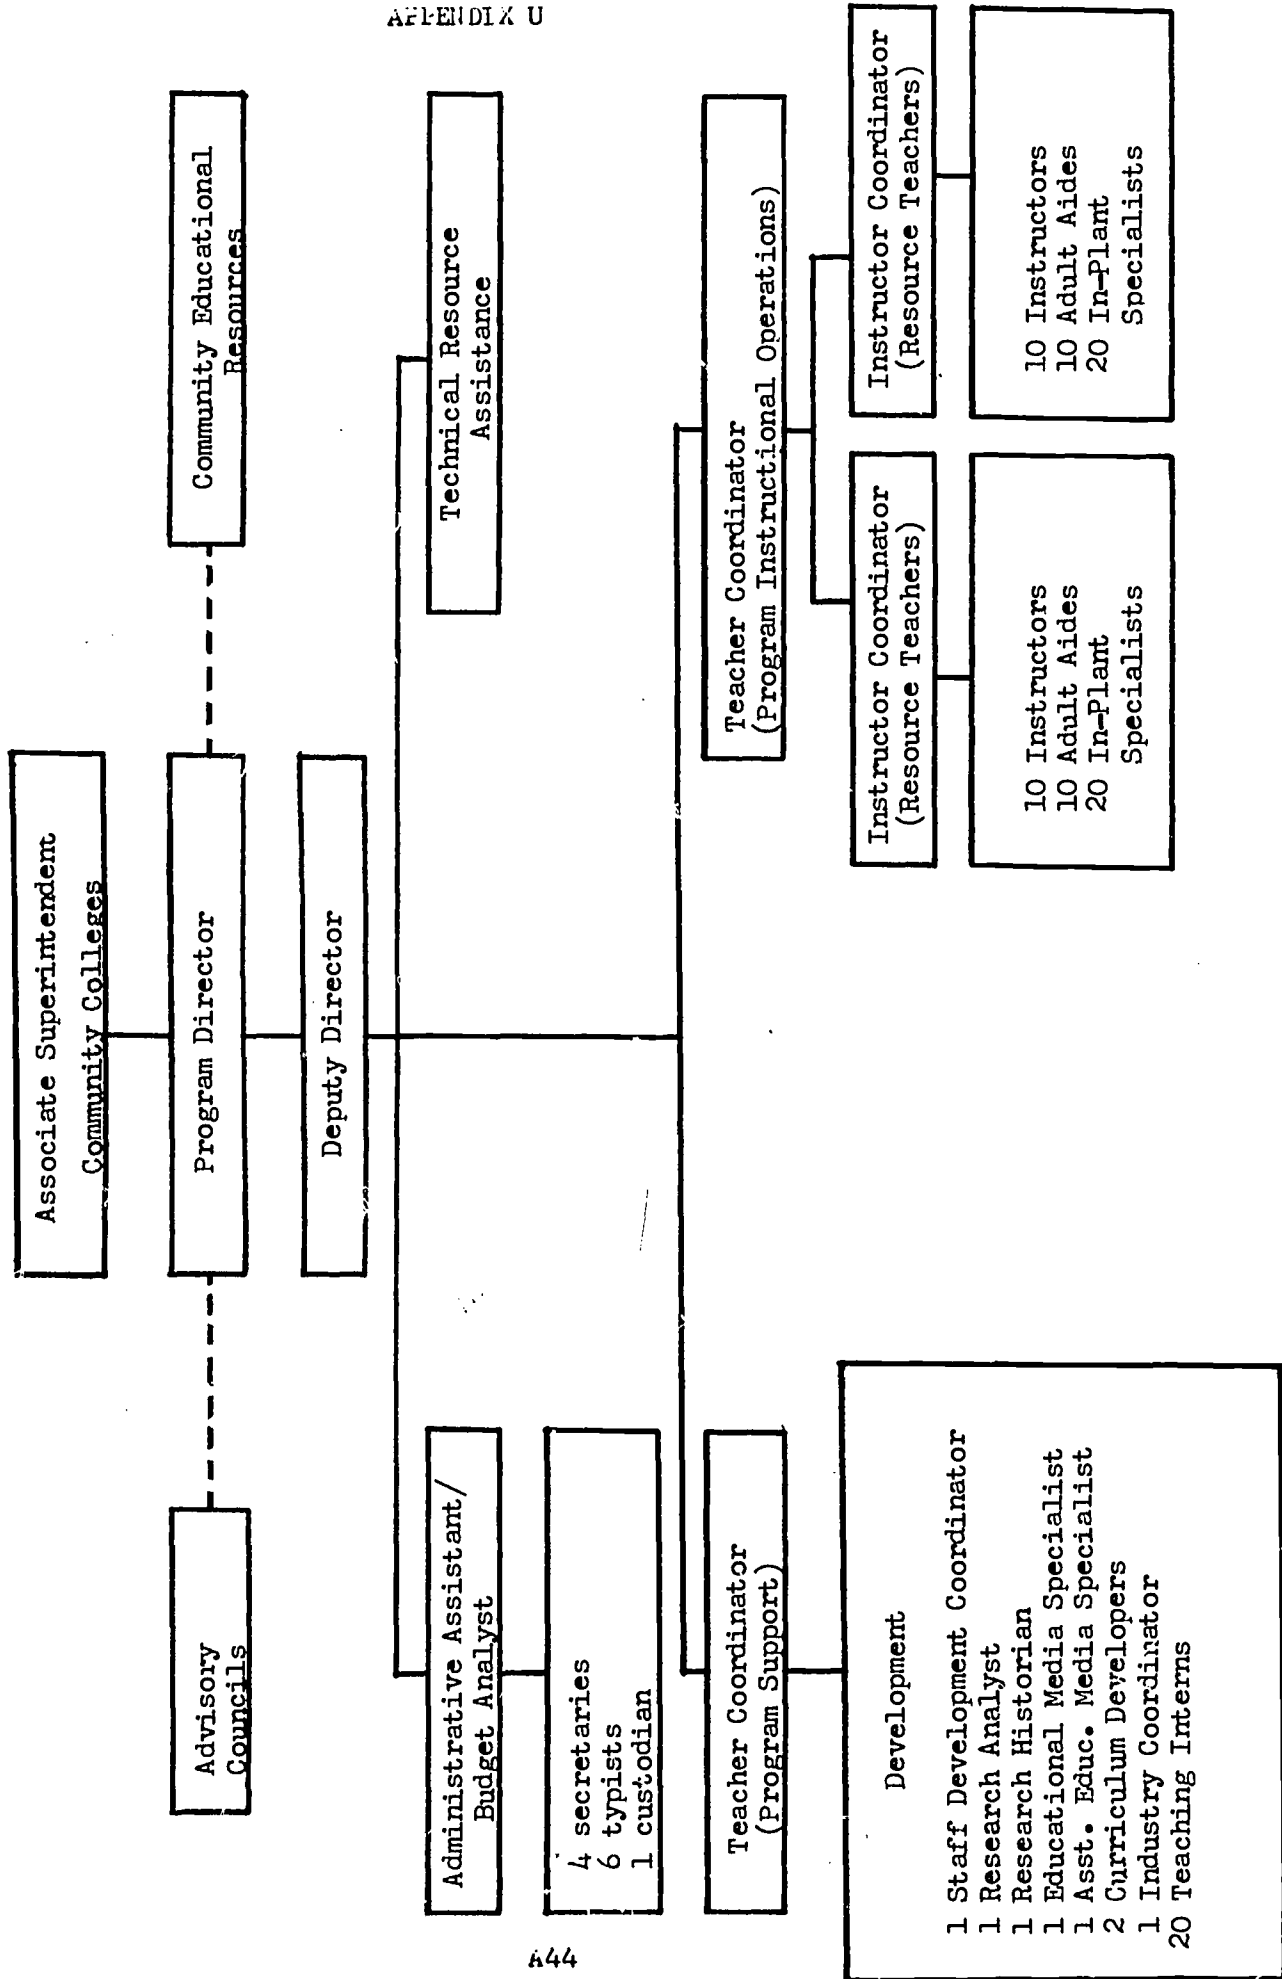 APPENDIX U
Associate Superintendent
Community Colleges
Advisory
Councils
Program Director
Community Educational
Resources
Deputy Director
Administrative Assistant/
Budget Analyst
Technical Resource
Assistance
4 secretaries
6 typists
1 custodian
Teacher Coordinator
(Program Support)
Teacher Coordinator
(Program Instructional Operations)
Development
1 Staff Development Coordinator
1 Research Analyst
1 Research Historian
1 Educational Media Specialist
1 Asst. Educ. Media Specialist
2 Curriculum Developers
1 Industry Coordinator
20 Teaching Interns
Instructor Coordinator
(Resource Teachers)
10 Instructors
10 Adult Aides
20 In-Plant
Specialists
Instructor Coordinator
(Resource Teachers)
10 Instructors
10 Adult Aides
20 In-Plant
Specialists
A44